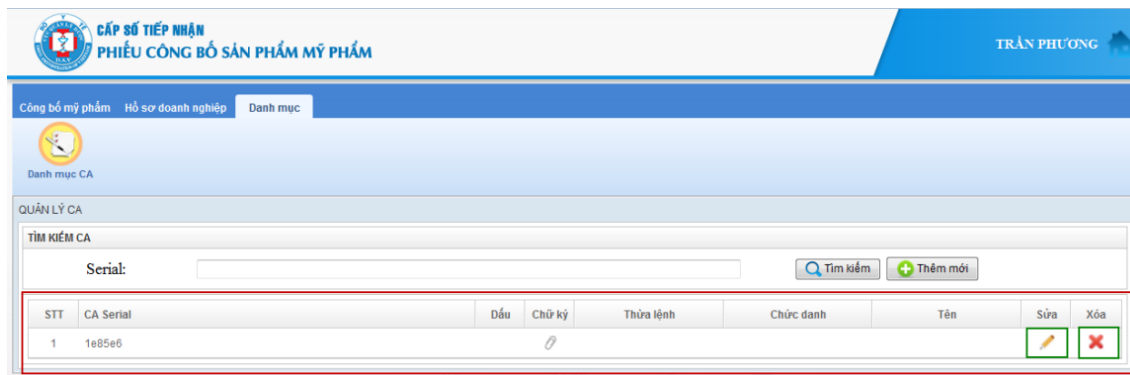 CẤP SỐ TIẾP NHẬN
PHIẾU CÔNG BỐ SẢN PHẨM MỸ PHẨM
TRẦN PHƯƠNG
Công bố mỹ phẩm Hồ sơ doanh nghiệp Danh mục
Danh mục CA
QUẢN LÝ CA
TÌM KIẾM CA
Serial: Tìm kiếm Thêm mới
STT CA Serial Dấu Chữ ký Thừa lệnh Chức danh Tên Sửa Xóa
1 1e85e6